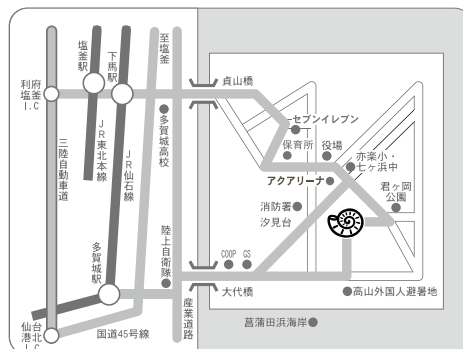 塩釜駅
下馬駅
至塩釜
利府
塩釜
I.C
貞山橋
セブンイレブン
保育所
役場
亦楽小・
七ヶ浜中
多賀城高校
アクアリーナ
君ヶ岡
公園
JR東北本線
JR仙石線
三陸自動車道
消防署
汐見台
多賀城駅
陸上自衛隊
COOP
GS
大代橋
高山外国人避暑地
産業道路
国道45号線
菖蒲田浜海岸
仙台
港北
I.C